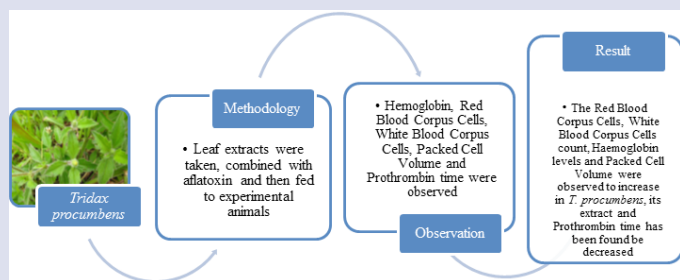 Tridax
procumbens
Methodology
• Leaf extracts were
taken, combined with
aflatoxin and then fed
to experimental
animals
• Hemoglobin, Red
Blood Corpus Cells,
White Blood Corpus
Cells, Packed Cell
Volume and
Prothrombin time were
observed
Observation
Result
• The Red Blood
Corpus Cells, White
Blood Corpus Cells
count, Haemoglobin
levels and Packed Cell
Volume were
observed to increase
in T. procumbens, its
extract and
Prothrombin time has
been found be
decreased